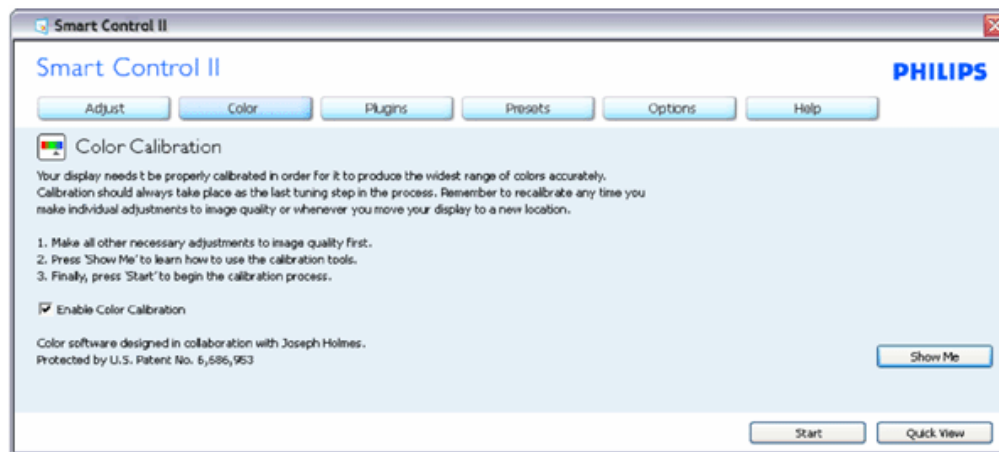 Smart Control II
Smart Control II
PHILIPS
Adjust
Color
Plugins
Presets
Options
Help
Color Calibration
Your display needs t be properly calibrated in order for it to produce the widest range of colors accurately.
Calibration should always take place as the last tuning step in the process. Remember to recalibrate any time you
make individual adjustments to image quality or whenever you move your display to a new location.
1. Make all other necessary adjustments to image quality first.
2. Press 'Show Me' to learn how to use the calibration tools.
3. Finally, press 'Start' to begin the calibration process.
Enable Color Calibration
Color software designed in collaboration with Joseph Holmes.
Protected by U.S. Patent No. 6,686,953
Show Me
Start
Quick View